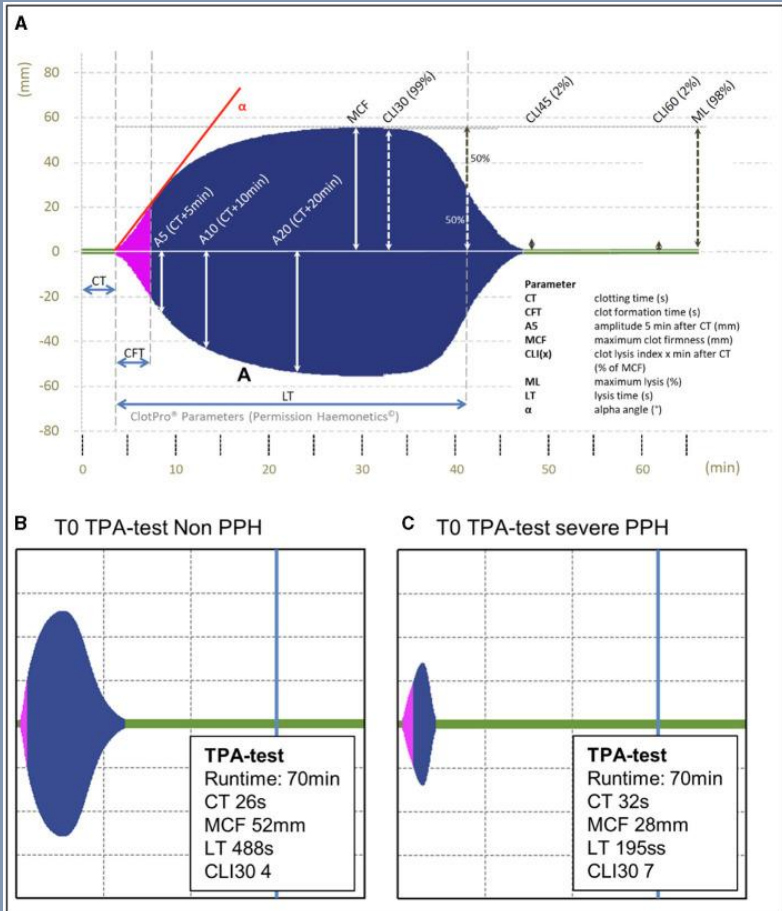 A
(mm)
80
60
40
20
0
-20
-40
-60
-80
α
MCF
CLI30 (99%)
CLI45 (2%)
CLI60 (2%)
ML (98%)
50%
50%
A5 (CT+5min)
A10 (CT+10min)
A20 (CT+20min)
CT
CFT
A
LT
ClotPro® Parameters (Permission Haemonetics©)
Parameter
CT clotting time (s)
CFT clot formation time (s)
A5 amplitude 5 min after CT (mm)
MCF maximum clot firmness (mm)
CLI(x) clot lysis index x min after CT
(% of MCF)
ML maximum lysis (%)
LT lysis time (s)
α alpha angle (°)
0 10 20 30 40 50 60 (min)
B T0 TPA-test Non PPH
TPA-test
Runtime: 70min
CT 26s
MCF 52mm
LT 488s
CLI30 4
C T0 TPA-test severe PPH
TPA-test
Runtime: 70min
CT 32s
MCF 28mm
LT 195ss
CLI30 7